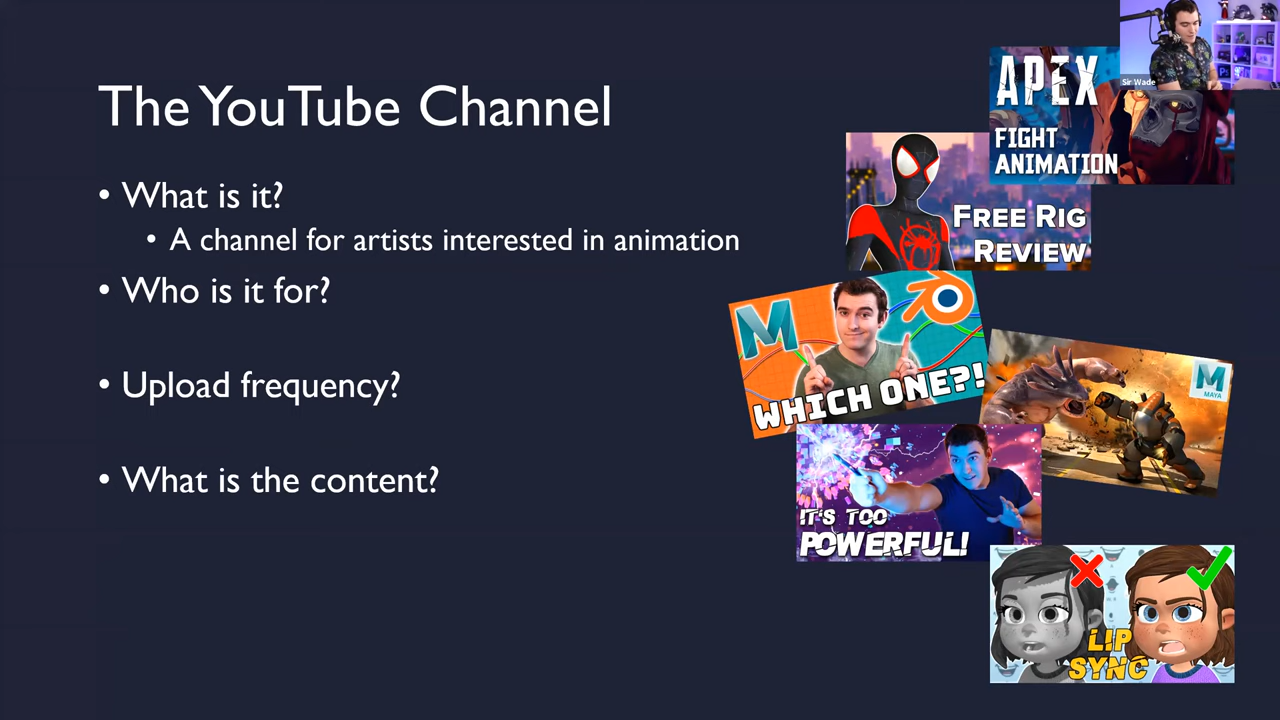 The YouTube Channel
• What is it?
• A channel for artists interested in animation
• Who is it for?
• Upload frequency?
• What is the content?
Sir Wade
APEX
FIGHT
ANIMATION
FREE RIG
REVIEW
M
WHICH ONE?!
M
MAYA
IT'S TOO
POWERFUL!
LIP
SYNC